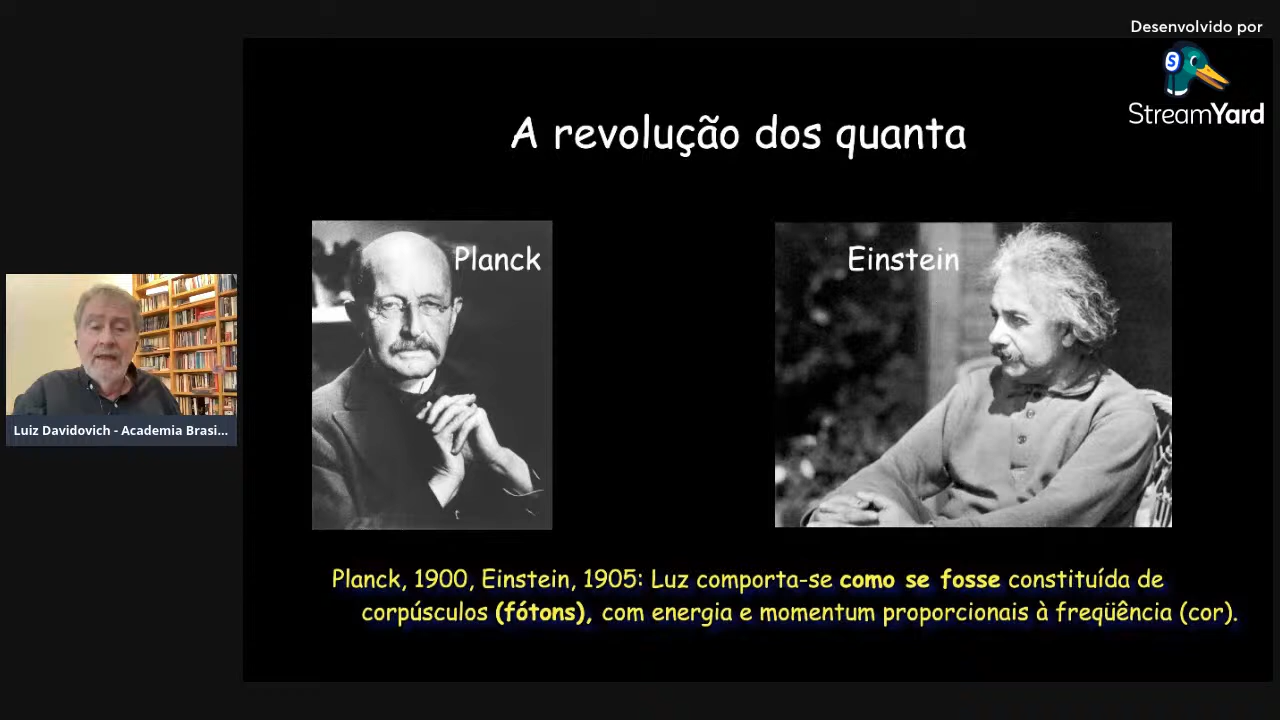 Desenvolvido por
StreamYard
A revolução dos quanta
Planck
Einstein
Luiz Davidovich - Academia Brasi...
Planck, 1900, Einstein, 1905: Luz comporta-se como se fosse constituída de
corpúsculos (fótons), com energia e momentum proporcionais à freqüência (cor).